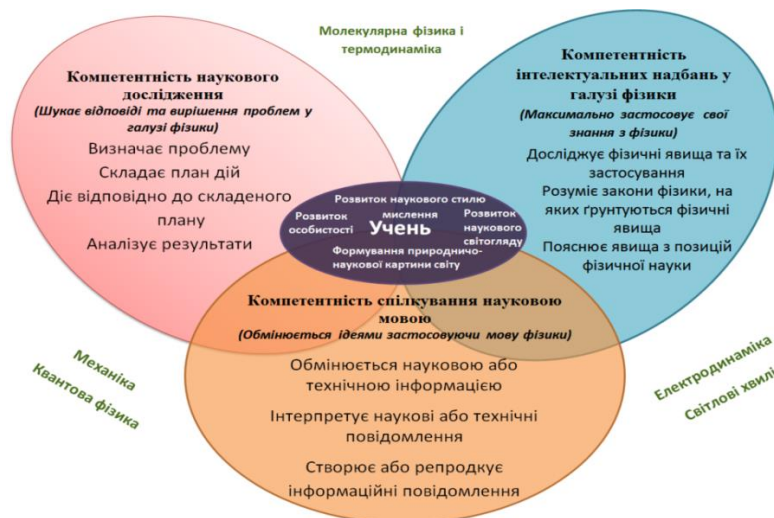 Молекулярна фізика і
термодинаміка
Компетентність наукового
дослідження
(Шукає відповіді та вирішення проблем у
галузі фізики)
Визначає проблему
Складає план дій
Діє відповідно до складеного
плану
Аналізує результати
Компетентність
інтелектуальних надбань у
галузі фізики
(Максимально застосовує свої
знання з фізики)
Досліджує фізичні явища та їх
застосування
Розуміє закони фізики, на
яких ґрунтуються фізичні
явища
Пояснює явища з позицій
фізичної науки
Розвиток наукового стилю
мислення
Розвиток
особистості
Учень
Розвиток
наукового
світогляду
Формування природничо-
наукової картини світу
Компетентність спілкування науковою
мовою
(Обмінюється ідеями застосовуючи мову фізики)
Обмінюється науковою або
технічною інформацією
Інтерпретує наукові або технічні
повідомлення
Створює або репродкує
інформаційні повідомлення
Механіка
Квантова фізика
Електродинаміка
Світлові хвилі